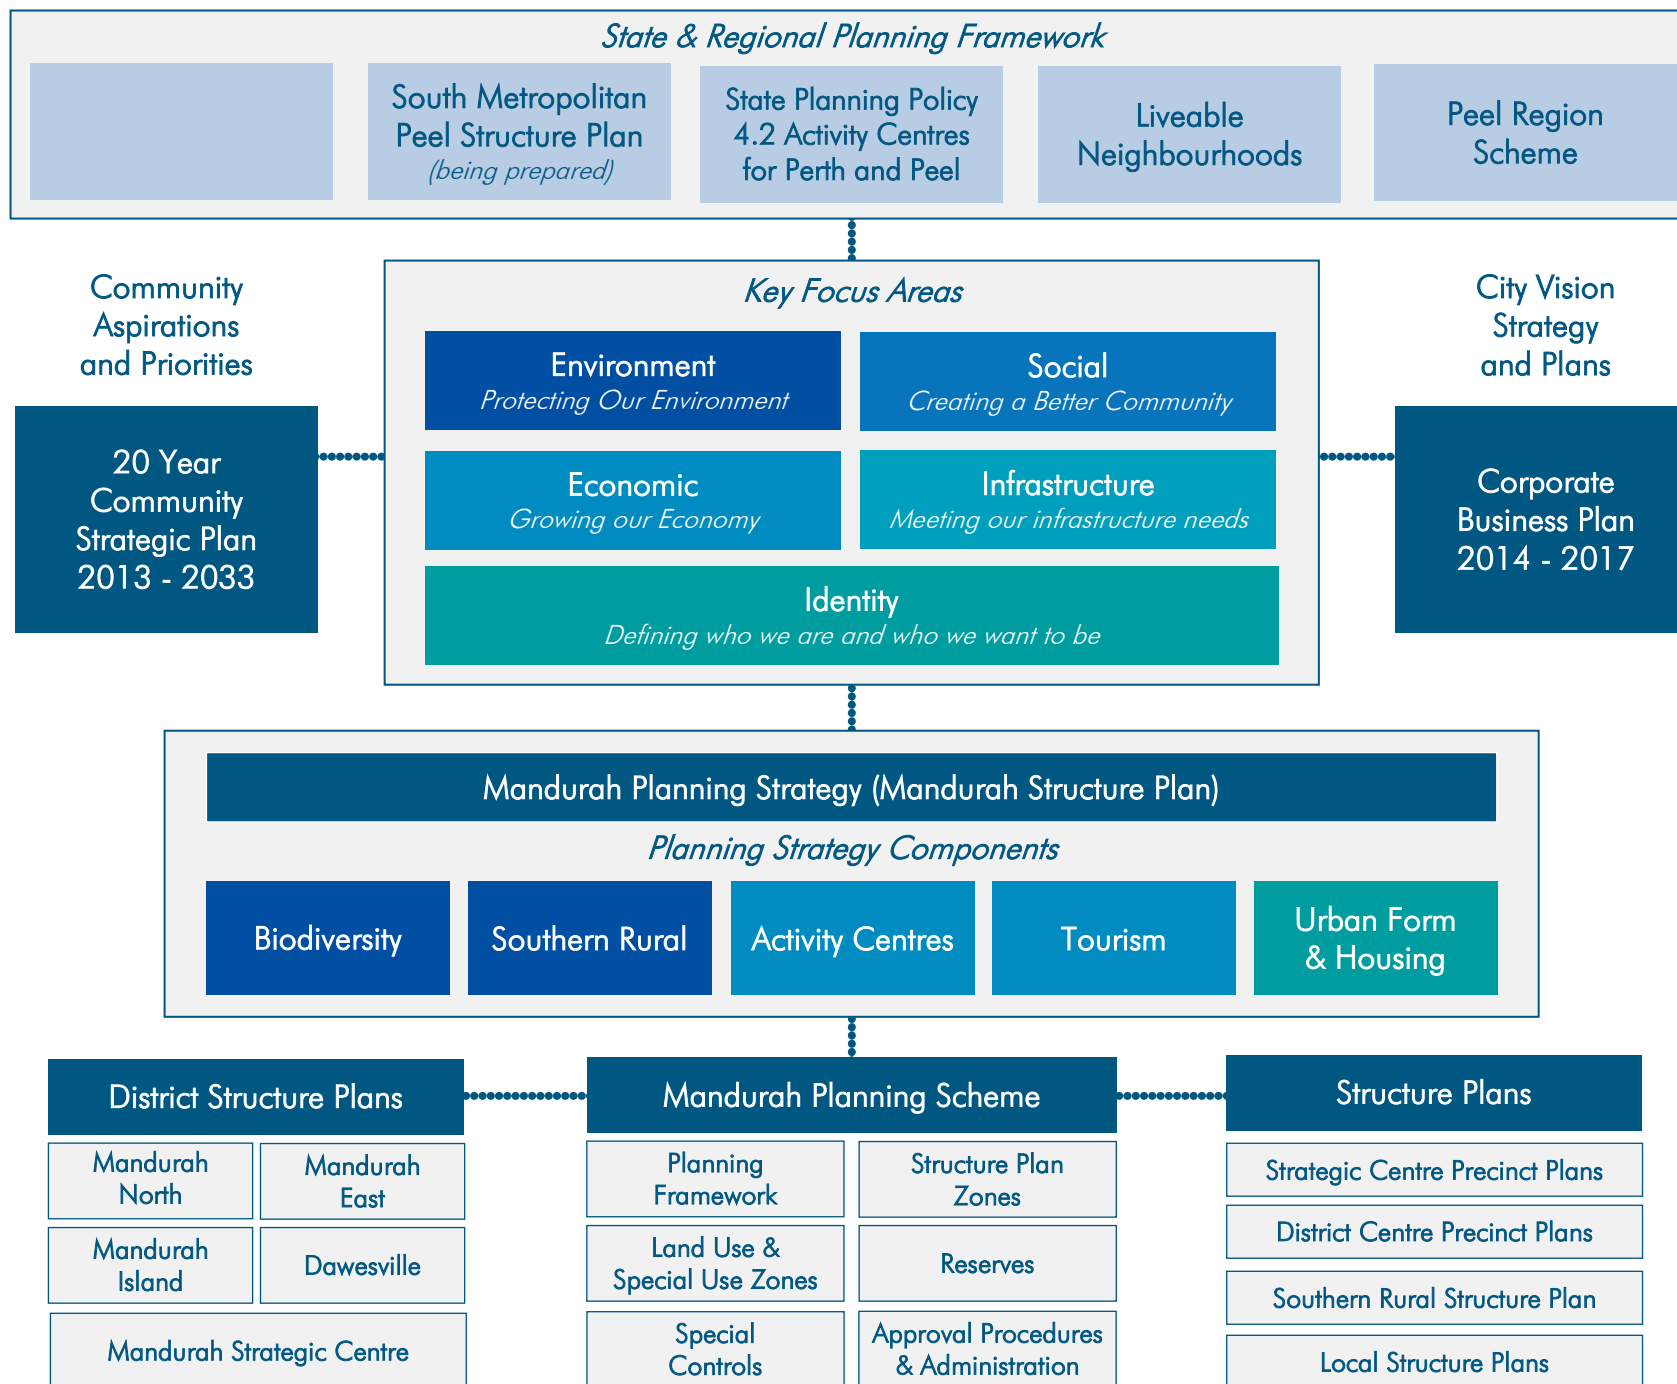 State & Regional Planning Framework
South Metropolitan
Peel Structure Plan
(being prepared)
State Planning Policy
4.2 Activity Centres
for Perth and Peel
Liveable
Neighbourhoods
Peel Region
Scheme
Community
Aspirations
and Priorities
20 Year
Community
Strategic Plan
2013 - 2033
Key Focus Areas
Environment
Protecting Our Environment
Social
Creating a Better Community
Economic
Growing our Economy
Infrastructure
Meeting our infrastructure needs
Identity
Defining who we are and who we want to be
City Vision
Strategy
and Plans
Corporate
Business Plan
2014 - 2017
Mandurah Planning Strategy (Mandurah Structure Plan)
Planning Strategy Components
Biodiversity
Southern Rural
Activity Centres
Tourism
Urban Form
& Housing
District Structure Plans
Mandurah
North
Mandurah
East
Mandurah
Island
Dawesville
Mandurah Strategic Centre
Mandurah Planning Scheme
Planning
Framework
Structure Plan
Zones
Land Use &
Special Use Zones
Reserves
Special
Controls
Approval Procedures
& Administration
Structure Plans
Strategic Centre Precinct Plans
District Centre Precinct Plans
Southern Rural Structure Plan
Local Structure Plans